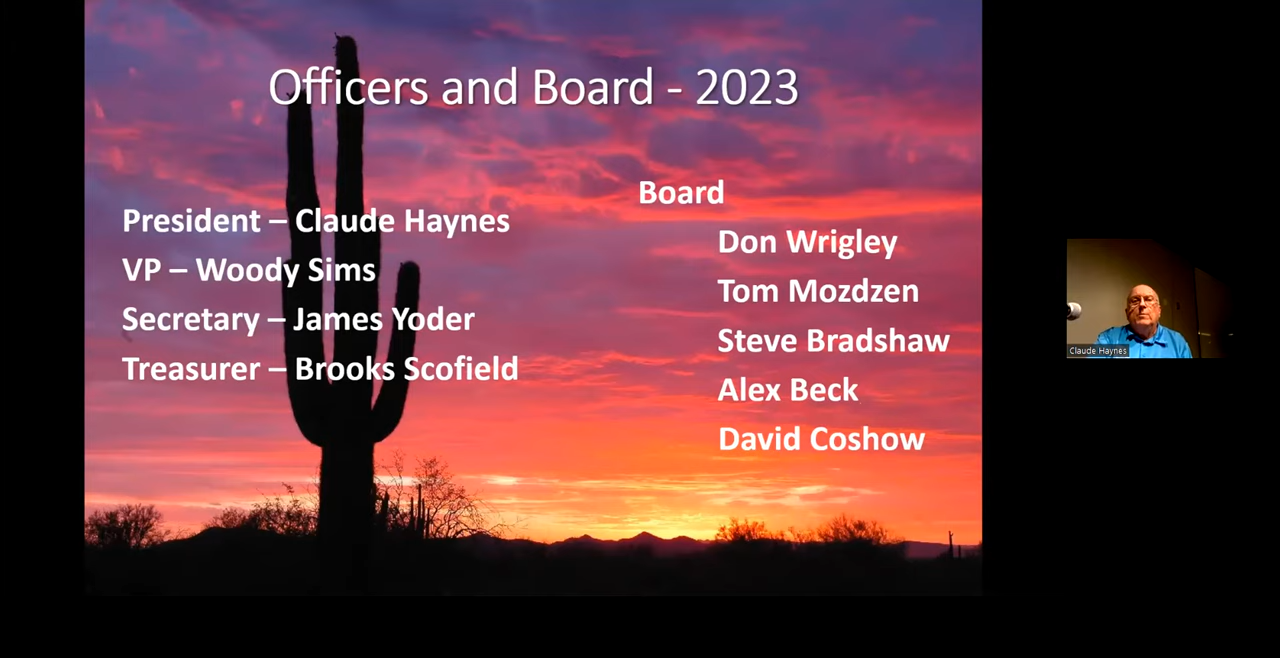 Officers and Board - 2023
President – Claude Haynes
VP – Woody Sims
Secretary – James Yoder
Treasurer – Brooks Scofield
Board
Don Wrigley
Tom Mozdzen
Steve Bradshaw
Alex Beck
David Coshow
Claude Haynes